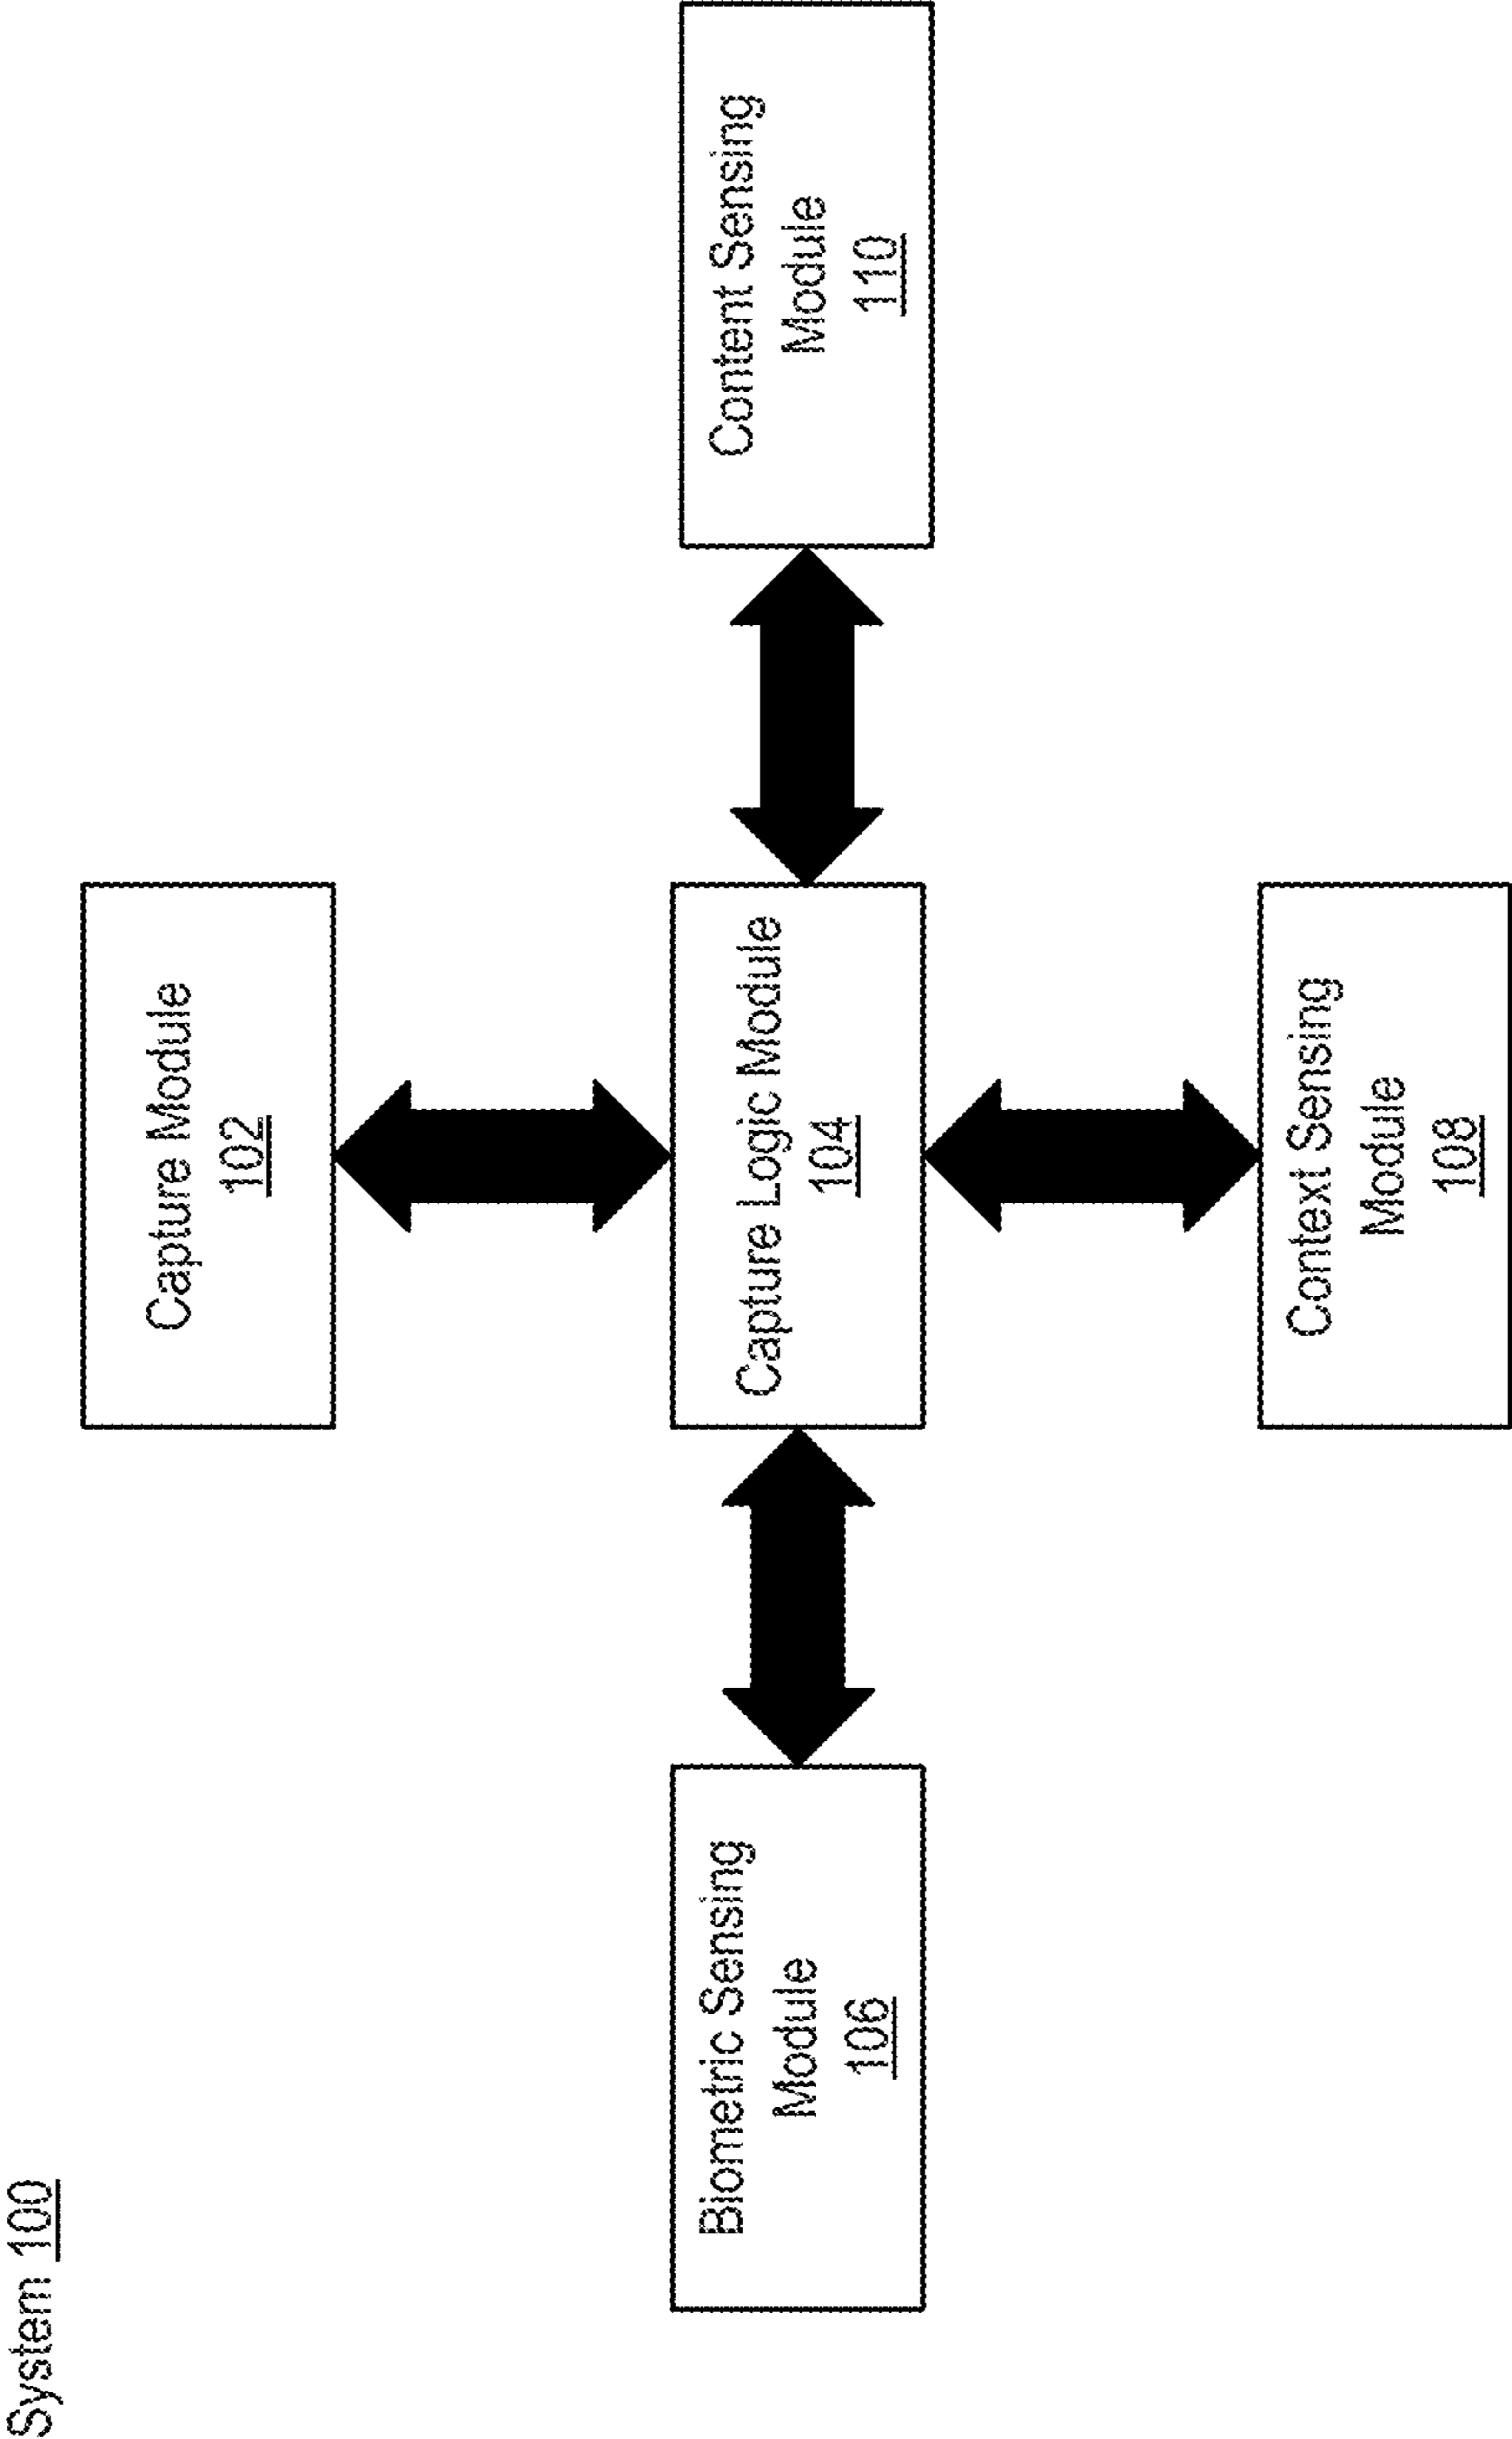 System 100
Capture Module
102
Biometric Sensing
Module
106
Capture Logic Module
104
Content Sensing
Module
110
Context Sensing
Module
108